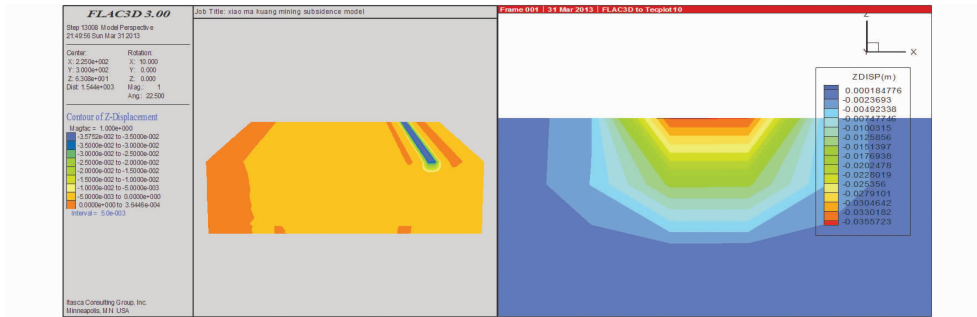 FLAC3D 3.00
Step 13008 Model Perspective
21:49:56 Sun Mar 31 2013
Center:
X: 2.250e+002
Y: 3.000e+002
Z: 6.308e+001
Dist: 1.544e+003
Rotation:
X: 10.000
Y: 0.000
Z: 0.000
Mag.: 1
Ang.: 22.500
Contour of Z-Displacement
Magfac = 1.000e+000
-3.5752e-002 to -3.5000e-002
-3.5000e-002 to -3.0000e-002
-3.0000e-002 to -2.5000e-002
-2.5000e-002 to -2.0000e-002
-2.0000e-002 to -1.5000e-002
-1.5000e-002 to -1.0000e-002
-1.0000e-002 to -5.0000e-003
-5.0000e-003 to 0.0000e+000
0.0000e+000 to 3.6446e-004
Interval = 5.0e-003
Itasca Consulting Group, Inc.
Minneapolis, MN USA
Job Title: xiao ma kuang mining subsidence model
Frame 001 | 31 Mar 2013 | FLAC3D to Tecplot10
Z
Y
X
ZDISP(m)
0.000184776
-0.0023693
-0.00492338
-0.00747746
-0.0100315
-0.0125856
-0.0151397
-0.0176938
-0.0202478
-0.0228019
-0.025356
-0.0279101
-0.0304642
-0.0330182
-0.0355723